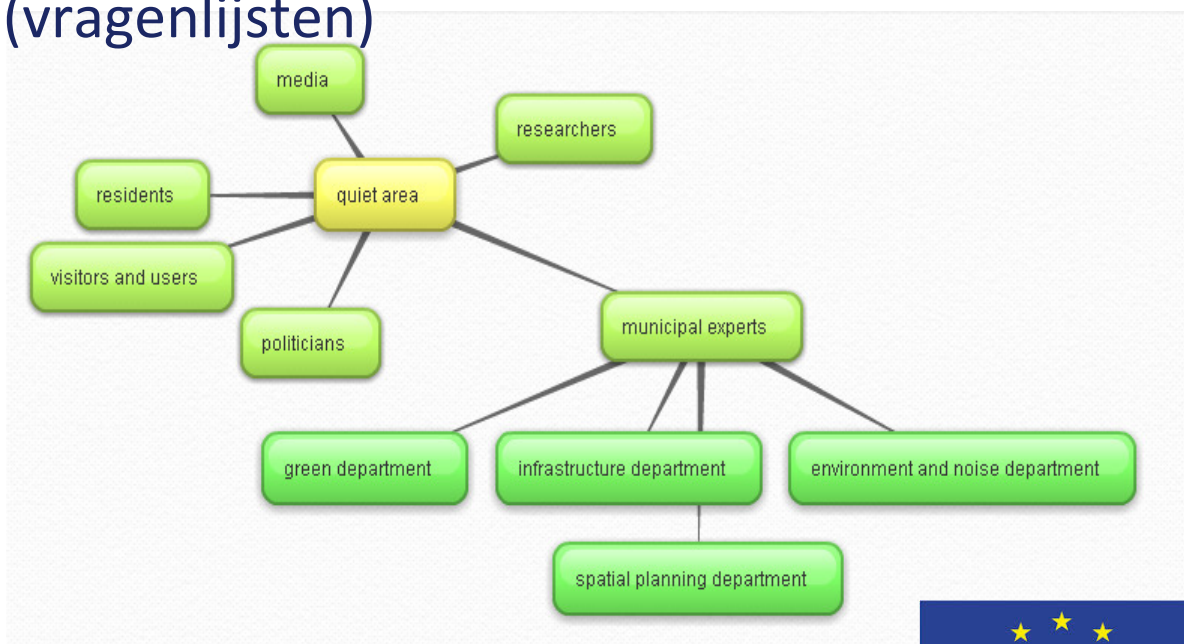 (vragenlijsten)
media
researchers
residents
quiet area
visitors and users
politicians
municipal experts
green department
infrastructure department
environment and noise department
spatial planning department